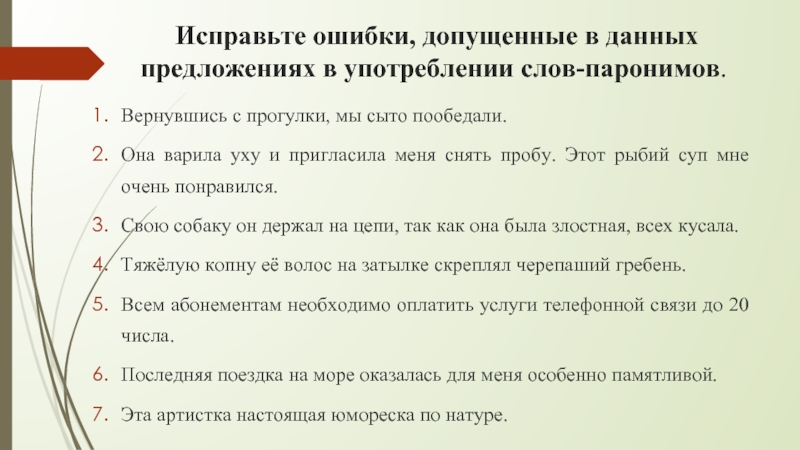 Исправьте ошибки, допущенные в данных
предложениях в употреблении слов-паронимов.
1. Вернувшись с прогулки, мы сыто пообедали.
2. Она варила уху и пригласила меня снять пробу. Этот рыбий суп мне
очень понравился.
3. Свою собаку он держал на цепи, так как она была злостная, всех кусала.
4. Тяжёлую копну её волос на затылке скреплял черепаший гребень.
5. Всем абонементам необходимо оплатить услуги телефонной связи до 20
числа.
6. Последняя поездка на море оказалась для меня особенно памятливой.
7. Эта артистка настоящая юмореска по натуре.